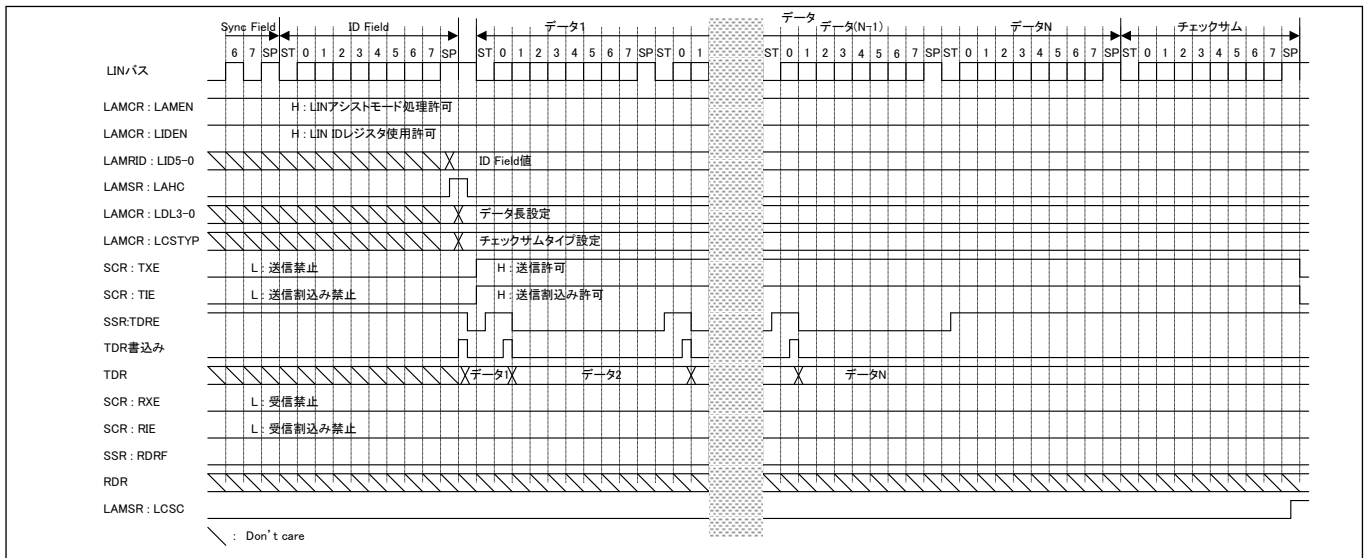 データ
Sync Field ID Field データ1 データ(N-1) データN チェックサム
6 7 SP ST 0 1 2 3 4 5 6 7 SP ST 0 1 2 3 4 5 6 7 SP ST 0 1 ST 0 1 2 3 4 5 6 7 SP ST 0 1 2 3 4 5 6 7 SP ST 0 1 2 3 4 5 6 7 SP
LINバス
LAMCR : LAMEN H : LINアシストモード処理許可
LAMCR : LIDEN H : LIN IDレジスタ使用許可
LAMRID : LID5-0 ID Field値
LAMSR : LAHC
LAMCR : LDL3-0 データ長設定
LAMCR : LCSTYP チェックサムタイプ設定
SCR : TXE L : 送信禁止 H : 送信許可
SCR : TIE L : 送信割込み禁止 H : 送信割込み許可
SSR:TDRE
TDR書込み
TDR データ1 データ2 データN
SCR : RXE L : 受信禁止
SCR : RIE L : 受信割込み禁止
SSR : RDRF
RDR
LAMSR : LCSC
: Don't care